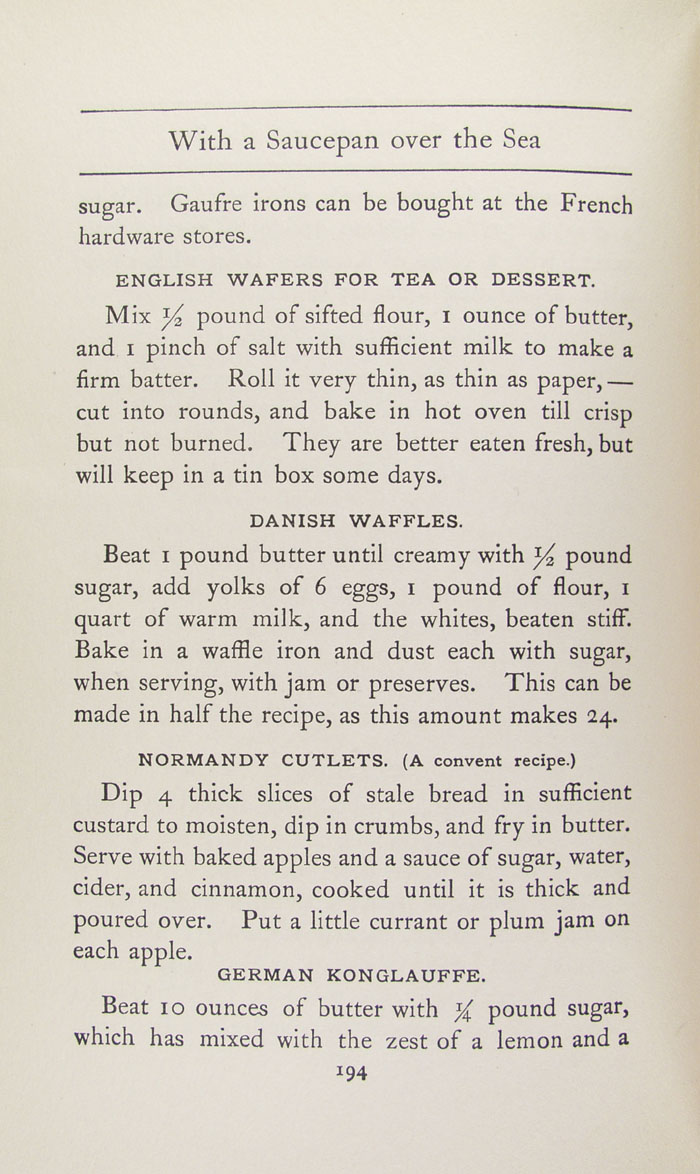 With a Saucepan over the Sea
sugar. Gaufre irons can be bought at the French
hardware stores.
ENGLISH WAFERS FOR TEA OR DESSERT.
Mix ½ pound of sifted flour, 1 ounce of butter,
and 1 pinch of salt with sufficient milk to make a
firm batter. Roll it very thin, as thin as paper, —
cut into rounds, and bake in hot oven till crisp
but not burned. They are better eaten fresh, but
will keep in a tin box some days.
DANISH WAFFLES.
Beat 1 pound butter until creamy with ½ pound
sugar, add yolks of 6 eggs, 1 pound of flour, 1
quart of warm milk, and the whites, beaten stiff.
Bake in a waffle iron and dust each with sugar,
when serving, with jam or preserves. This can be
made in half the recipe, as this amount makes 24.
NORMANDY CUTLETS. (A convent recipe.)
Dip 4 thick slices of stale bread in sufficient
custard to moisten, dip in crumbs, and fry in butter.
Serve with baked apples and a sauce of sugar, water,
cider, and cinnamon, cooked until it is thick and
poured over. Put a little currant or plum jam on
each apple.
GERMAN KONGLAUFFE.
Beat 10 ounces of butter with ¼ pound sugar,
which has mixed with the zest of a lemon and a
194